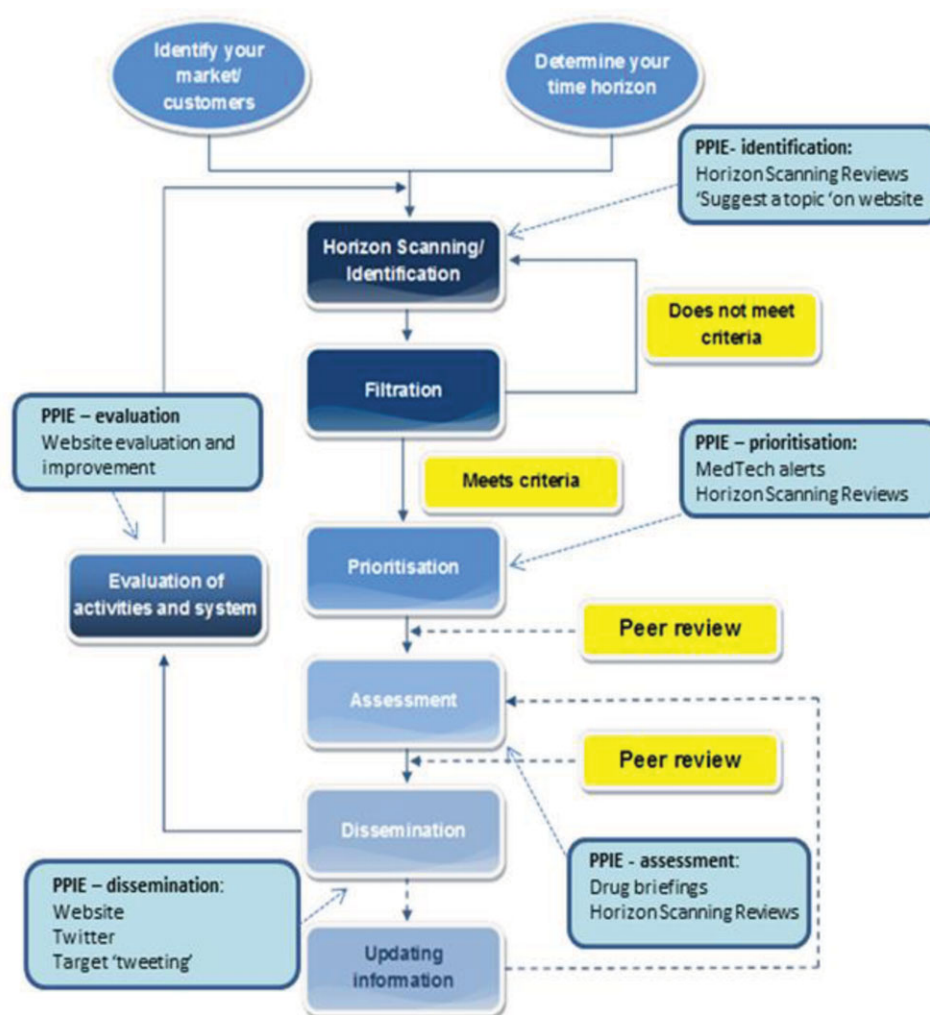 Identify your
market/
customers
Determine your
time horizon
PPIE- identification:
Horizon Scanning Reviews
‘Suggest a topic ‘on website
Horizon Scanning/
Identification
Does not meet
criteria
Filtration
PPIE – evaluation
Website evaluation and
improvement
PPIE – prioritisation:
MedTech alerts
Horizon Scanning Reviews
Meets criteria
Prioritisation
Evaluation of
activities and system
Peer review
Assessment
Peer review
Dissemination
PPIE - assessment:
Drug briefings
Horizon Scanning Reviews
PPIE – dissemination:
Website
Twitter
Target ‘tweeting’
Updating
information